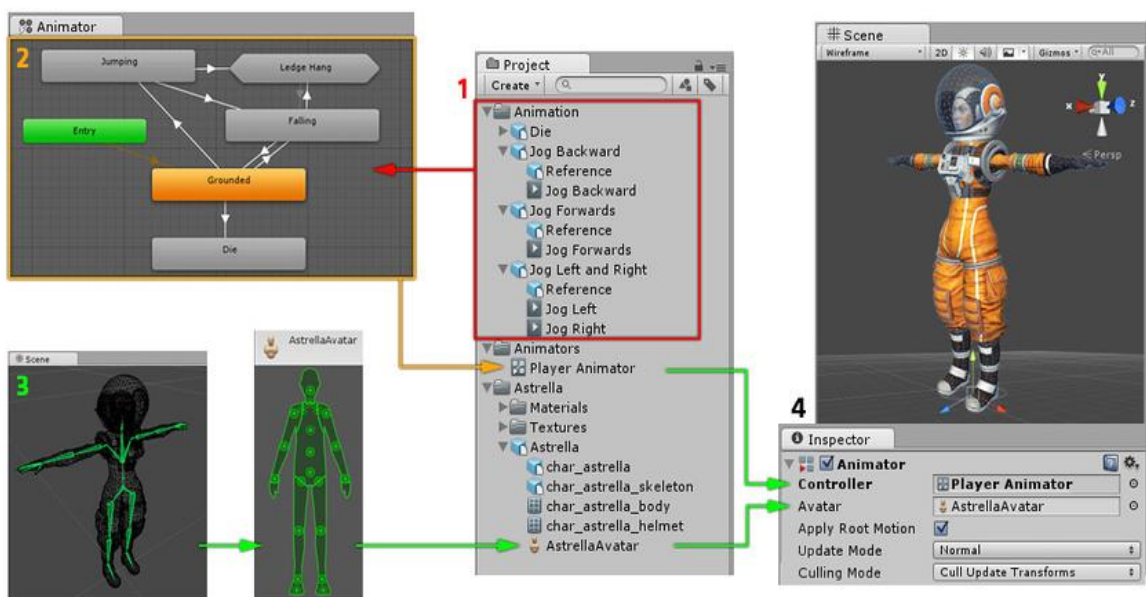 Animator
2
Jumping
Ledge Hang
Falling
Entry
Grounded
Die
Scene
3
AstrellaAvatar
1
Project
Create
Animation
Die
Jog Backward
Reference
Jog Backward
Jog Forwards
Reference
Jog Forwards
Jog Left and Right
Reference
Jog Left
Jog Right
Animators
Player Animator
Astrella
Materials
Textures
Astrella
char_astrella
char_astrella_skeleton
char_astrella_body
char_astrella_helmet
AstrellaAvatar
Scene
Wireframe 2D Gizmos All
y
x z
Persp
4
Inspector
Animator
Controller Player Animator
Avatar AstrellaAvatar
Apply Root Motion
Update Mode Normal
Culling Mode Cull Update Transforms